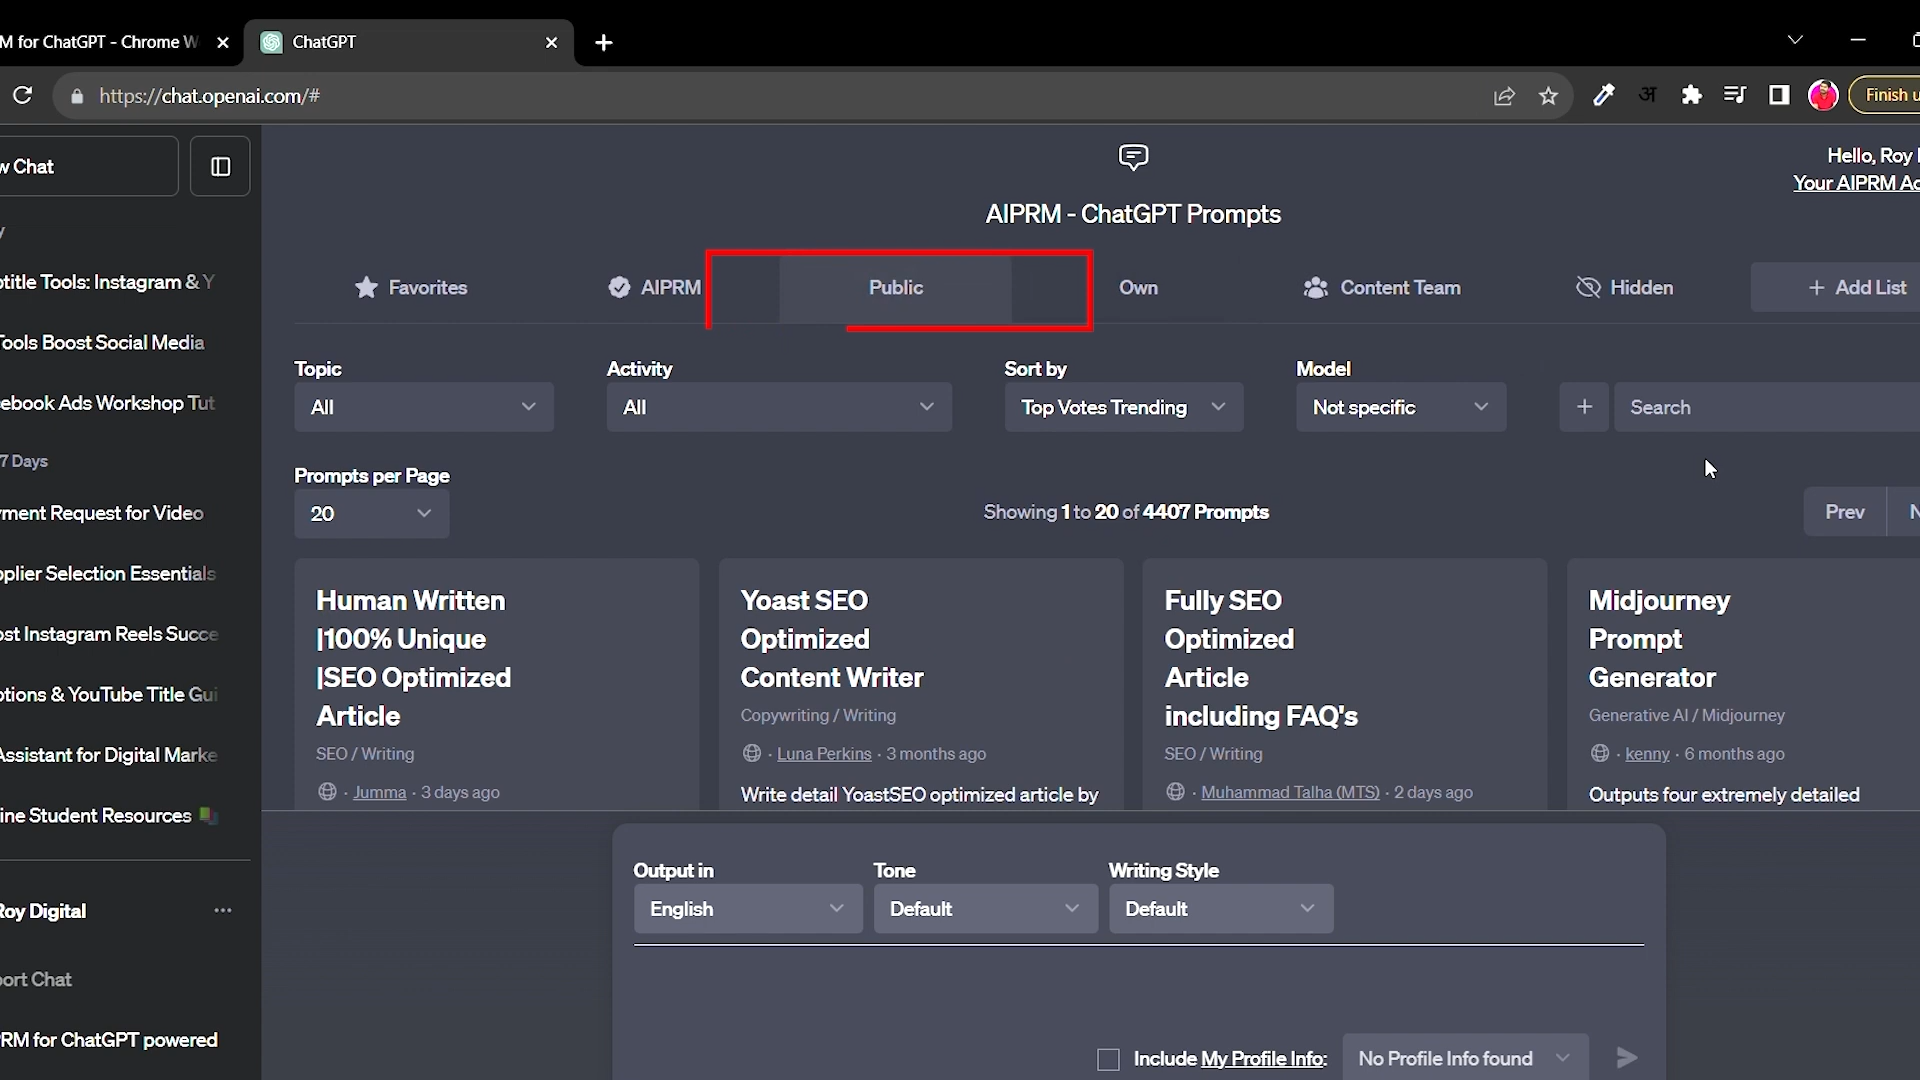 M for ChatGPT - Chrome W
ChatGPT
https://chat.openai.com/#
अ
Finish u
w Chat
Hello, Roy
Your AIPRM Ac
AIPRM - ChatGPT Prompts
Favorites
AIPRM
Public
Own
Content Team
Hidden
+ Add List
y
otitle Tools: Instagram & Y
Tools Boost Social Media
ebook Ads Workshop Tut
7 Days
ment Request for Video
pplier Selection Essentials
ost Instagram Reels Succe
ptions & YouTube Title Gui
Assistant for Digital Marke
ine Student Resources
Roy Digital
port Chat
PRM for ChatGPT powered
Topic
All
Activity
All
Sort by
Top Votes Trending
Model
Not specific
+
Search
Prompts per Page
20
Showing 1 to 20 of 4407 Prompts
Prev
N
Human Written
|100% Unique
|SEO Optimized
Article
SEO / Writing
· Jumma · 3 days ago
Yoast SEO
Optimized
Content Writer
Copywriting / Writing
· Luna Perkins · 3 months ago
Write detail YoastSEO optimized article by
Fully SEO
Optimized
Article
including FAQ's
SEO / Writing
· Muhammad Talha (MTS) · 2 days ago
Midjourney
Prompt
Generator
Generative AI / Midjourney
· kenny · 6 months ago
Outputs four extremely detailed
Output in
English
Tone
Default
Writing Style
Default
Include My Profile Info:
No Profile Info found